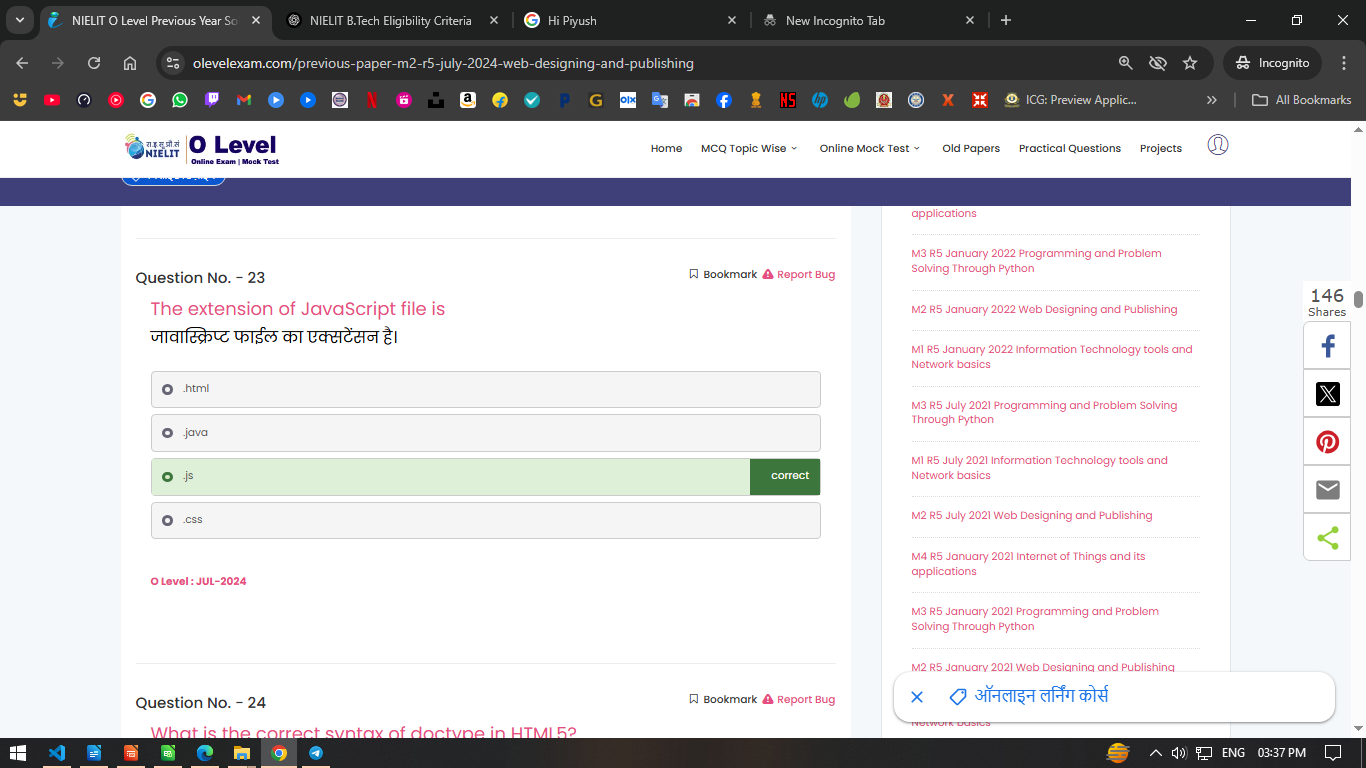 NIELIT O Level Previous Year So
NIELIT B.Tech Eligibility Criteria
Hi Piyush
New Incognito Tab
olevelexam.com/previous-paper-m2-r5-july-2024-web-designing-and-publishing
Incognito
ICG: Preview Applic...
All Bookmarks
रा.इ.सू.प्रौ.सं
NIELIT
O Level
Online Exam | Mock Test
Home
MCQ Topic Wise
Online Mock Test
Old Papers
Practical Questions
Projects
Question No. - 23
Bookmark
Report Bug
The extension of JavaScript file is
जावास्क्रिप्ट फाईल का एक्सटेंसन है।
.html
.java
.js
correct
.css
O Level : JUL-2024
Question No. - 24
Bookmark
Report Bug
What is the correct syntax of doctype in HTML5?
applications
M3 R5 January 2022 Programming and Problem
Solving Through Python
M2 R5 January 2022 Web Designing and Publishing
M1 R5 January 2022 Information Technology tools and
Network basics
M3 R5 July 2021 Programming and Problem Solving
Through Python
M1 R5 July 2021 Information Technology tools and
Network basics
M2 R5 July 2021 Web Designing and Publishing
M4 R5 January 2021 Internet of Things and its
applications
M3 R5 January 2021 Programming and Problem
Solving Through Python
M2 R5 January 2021 Web Designing and Publishing
Network basics
ऑनलाइन लर्निंग कोर्स
146
Shares
ENG
03:37 PM